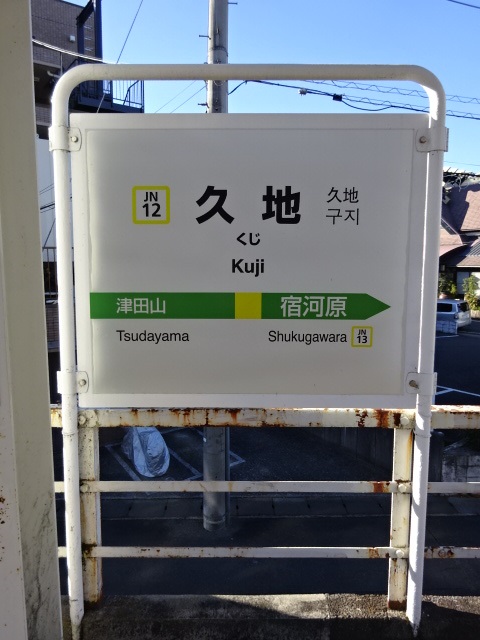 JN
12
久地
久地
구지
くじ
Kuji
津田山
宿河原
Tsudayama
Shukugawara
JN
13